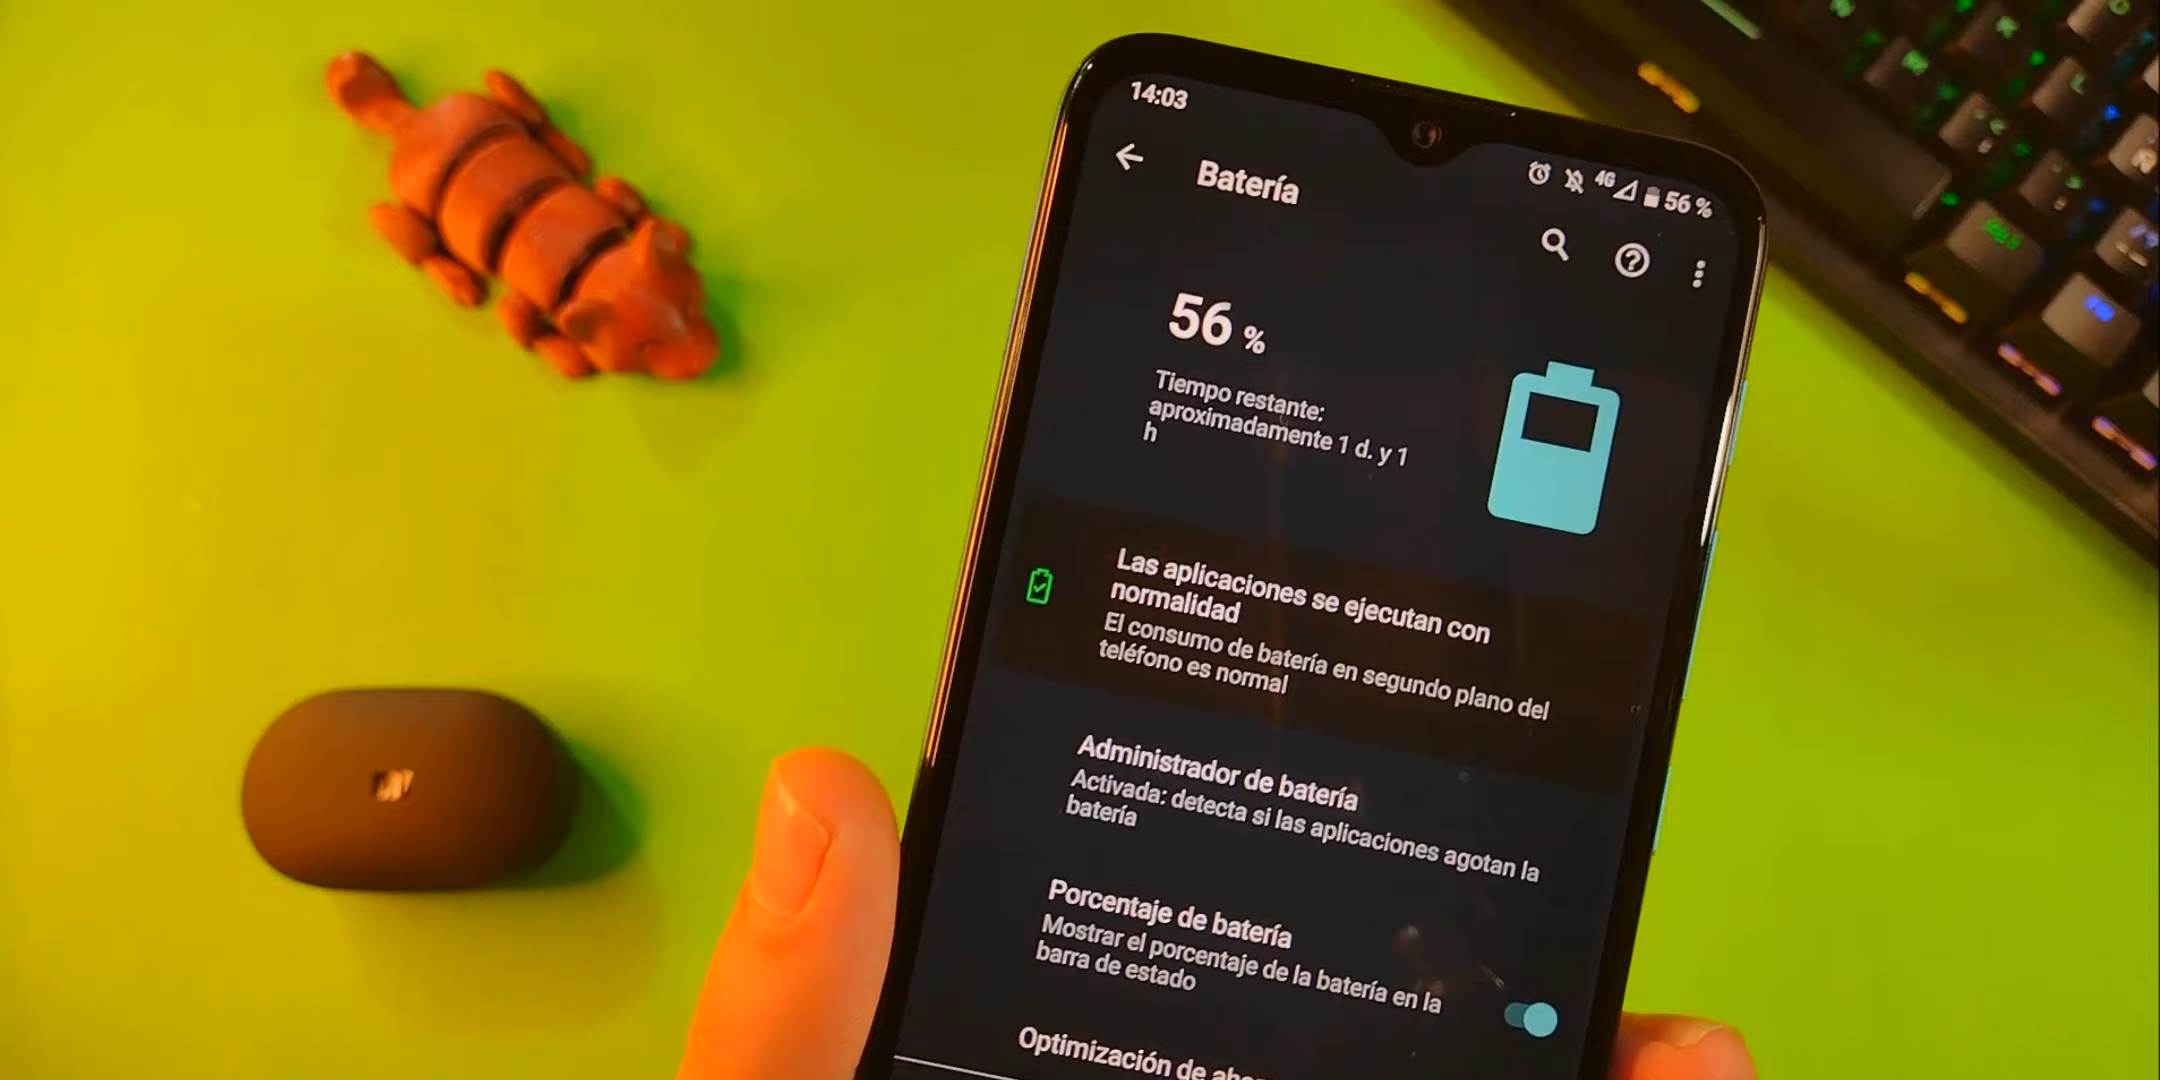 14:03
4G 56 %
Batería
56 %
Tiempo restante:
aproximadamente 1 d. y 1
h
Las aplicaciones se ejecutan con
normalidad
El consumo de batería en segundo plano del
teléfono es normal
Administrador de batería
Activada: detecta si las aplicaciones agotan la
batería
Porcentaje de batería
Mostrar el porcentaje de la batería en la
barra de estado
Optimización de